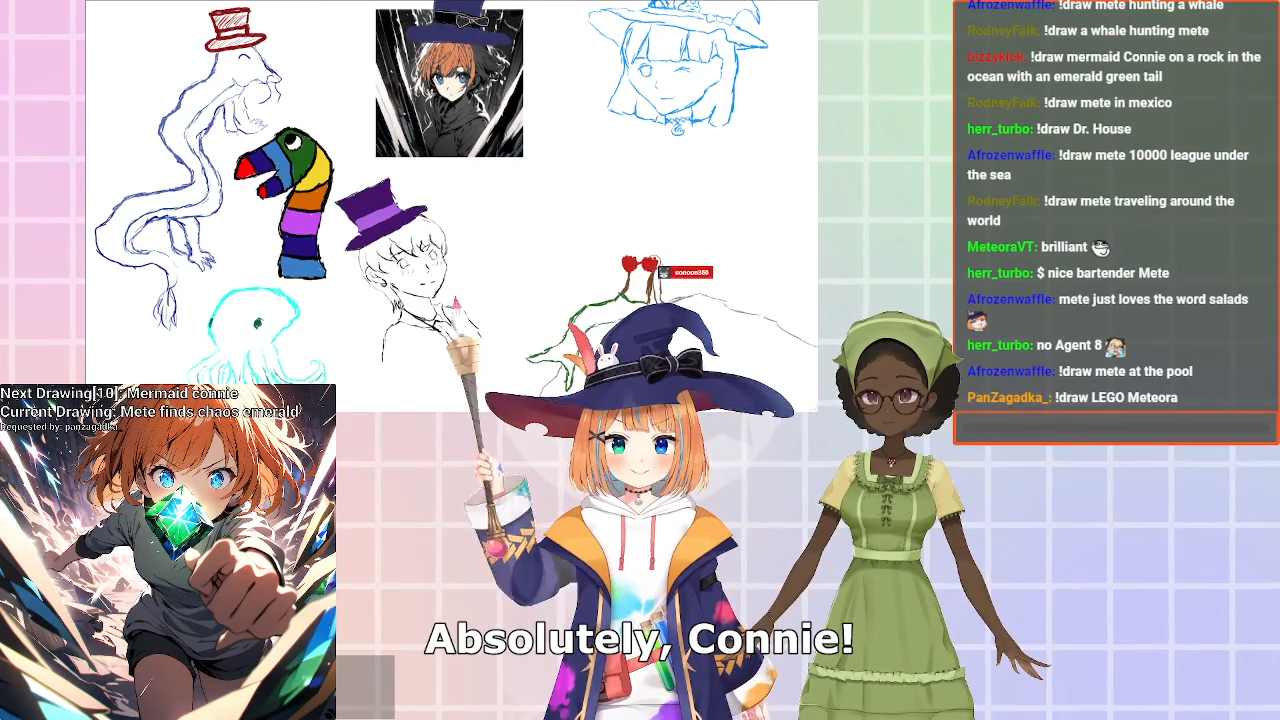 Afrozenwaffle: !draw mete hunting a whale
RodneyFalk: !draw a whale hunting mete
bizzykick: !draw mermaid Connie on a rock in the
ocean with an emerald green tail
RodneyFalk: !draw mete in mexico
herr_turbo: !draw Dr. House
Afrozenwaffle: !draw mete 10000 league under
the sea
RodneyFalk: !draw mete traveling around the
world
MeteoraVT: brilliant
herr_turbo: $ nice bartender Mete
Afrozenwaffle: mete just loves the word salads
herr_turbo: no Agent 8
Afrozenwaffle: !draw mete at the pool
PanZagadka_: !draw LEGO Meteora
conocn360
Next Drawing[10]: Mermaid connie
Current Drawing: Mete finds chaos emerald
Requested by: panzagadka_
Absolutely, Connie!